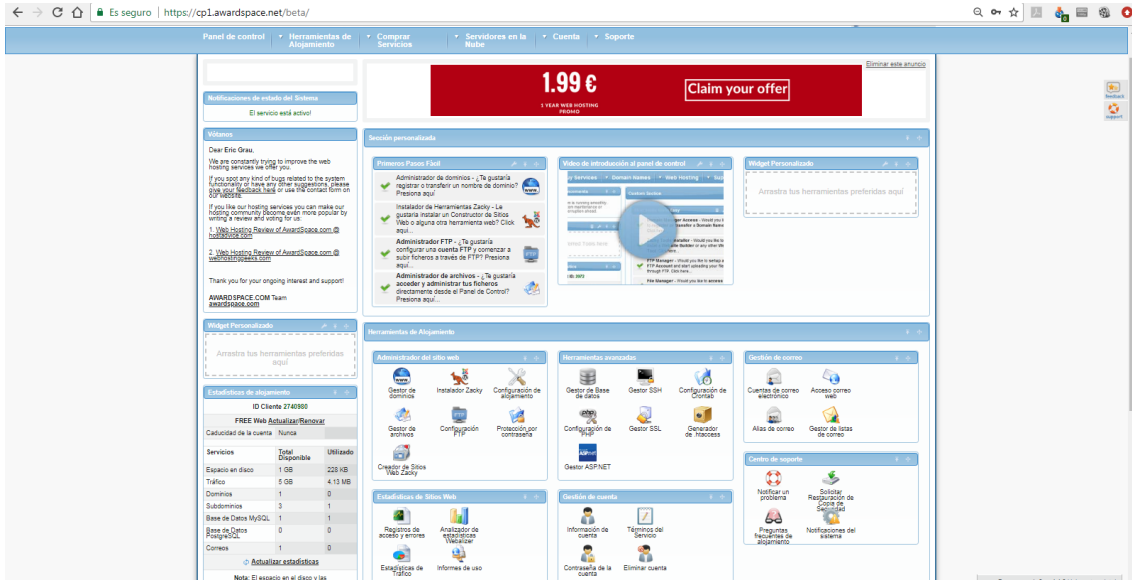 Es seguro | https://cp1.awardspace.net/beta/
Panel de control
Herramientas de
Alojamiento
Comprar
Servicios
Servidores en la
Nube
Cuenta
Soporte
Eliminar este anuncio
1.99 €
1 YEAR WEB HOSTING
PROMO
Claim your offer
feedback
support
Notificaciones de estado del Sistema
El servicio está activo!
Vótanos
Dear Eric Grau,
We are constantly trying to improve the web
hosting services we offer you.
If you spot any kind of bugs related to the system
functionality or have any other suggestions, please
give your feedback here or use the contact form on
our website.
If you like our hosting services you can make our
hosting community become even more popular by
writing a review and voting for us:
1. Web Hosting Review of AwardSpace.com @
hostadvice.com
2. Web Hosting Review of AwardSpace.com @
webhostinggeeks.com
Thank you for your ongoing interest and support!
AWARDSPACE.COM Team
awardspace.com
Widget Personalizado
Arrastra tus herramientas preferidas
aquí
Estadísticas de alojamiento
ID Cliente 2740980
FREE Web Actualizar/Renovar
Caducidad de la cuenta Nunca
Servicios Total Disponible Utilizado
Espacio en disco 1 GB 228 KB
Tráfico 5 GB 4.13 MB
Dominios 1 0
Subdominios 3 1
Base de Datos MySQL 1 1
Base de Datos PostgreSQL 0 0
Correos 1 0
Actualizar estadísticas
Nota: El espacio en el disco y las
Sección personalizada
Primeros Pasos Fácil
Administrador de dominios - ¿Te gustaría
registrar o transferir un nombre de dominio?
Presiona aquí
Instalador de Herramientas Zacky - Le
gustaría instalar un Constructor de Sitios
Web o alguna otra herramienta web? Click
aquí...
Administrador FTP - ¿Te gustaría
configurar una cuenta FTP y comenzar a
subir ficheros a través de FTP? Presiona
aquí...
Administrador de archivos - ¿Te gustaría
acceder y administrar tus ficheros
directamente desde el Panel de Control?
Presiona aquí...
Video de introducción al panel de control
Domain Names
Web Hosting
Widget Personalizado
Arrastra tus herramientas preferidas aquí
Herramientas de Alojamiento
Administrador del sitio web
Gestor de
dominios
Instalador Zacky
Configuración de
alojamiento
Gestor de
archivos
Configuración
FTP
Protección por
contraseña
Creador de Sitios
Web Zacky
Herramientas avanzadas
Gestor de Base
de datos
Gestor SSH
Configuración de
Crontab
Configuración de
PHP
Gestor SSL
Generador
de .htaccess
Gestor ASP.NET
Gestión de correo
Cuentas de correo
electrónico
Acceso correo
web
Alias de correo
Gestor de listas
de correo
Estadísticas de Sitios Web
Registros de
acceso y errores
Analizador de
estadísticas
Webalizer
Estadísticas de
Tráfico
Informes de uso
Gestión de cuenta
Información de
cuenta
Términos del
Servicio
Contraseña de la
cuenta
Eliminar cuenta
Centro de soporte
Notificar un
problema
Solicitar
Restauración de
Copia de
Seguridad
Preguntas
frecuentes de
alojamiento
Notificaciones del
sistema